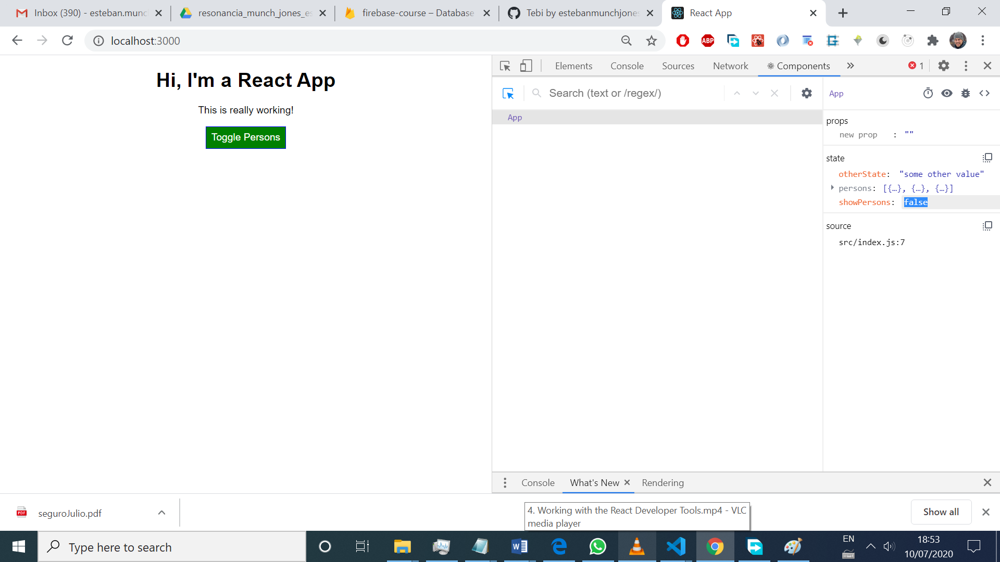 Inbox (390) - esteban.munc
resonancia_munch_jones_es
firebase-course – Database
Tebi by estebanmunchjones
React App
localhost:3000
ABP
Hi, I'm a React App
This is really working!
Toggle Persons
Elements
Console
Sources
Network
Components
1
Search (text or /regex/)
App
App
props
new prop : ""
state
otherState: "some other value"
persons: [{…}, {…}, {…}]
showPersons: false
source
src/index.js:7
Console
What's New
Rendering
PDF
seguroJulio.pdf
4. Working with the React Developer Tools.mp4 - VLC
media player
Show all
Type here to search
EN
18:53
10/07/2020